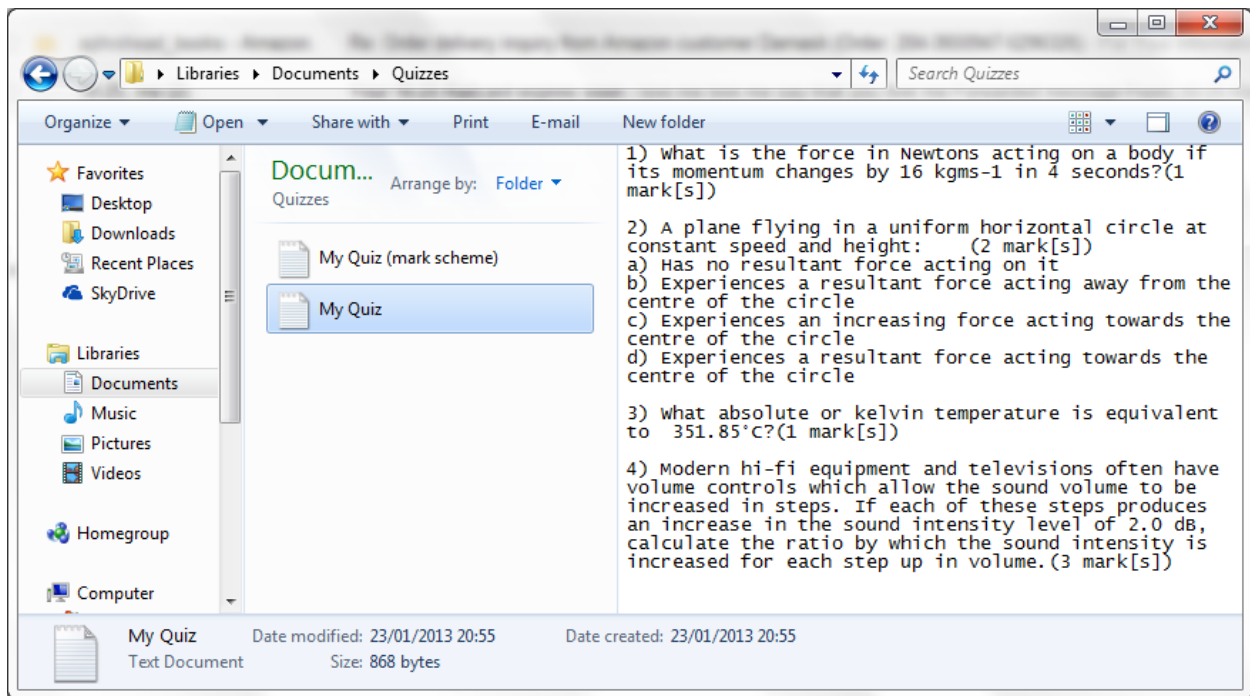 Libraries Documents Quizzes
Search Quizzes
Organize Open Share with Print E-mail New folder
Favorites
Desktop
Downloads
Recent Places
SkyDrive
Libraries
Documents
Music
Pictures
Videos
Homegroup
Computer
Docum...
Quizzes
Arrange by: Folder
My Quiz (mark scheme)
My Quiz
1) What is the force in Newtons acting on a body if
its momentum changes by 16 kgms-1 in 4 seconds?(1
mark[s])
2) A plane flying in a uniform horizontal circle at
constant speed and height: (2 mark[s])
a) Has no resultant force acting on it
b) Experiences a resultant force acting away from the
centre of the circle
c) Experiences an increasing force acting towards the
centre of the circle
d) Experiences a resultant force acting towards the
centre of the circle
3) What absolute or kelvin temperature is equivalent
to 351.85°C?(1 mark[s])
4) Modern hi-fi equipment and televisions often have
volume controls which allow the sound volume to be
increased in steps. If each of these steps produces
an increase in the sound intensity level of 2.0 dB,
calculate the ratio by which the sound intensity is
increased for each step up in volume.(3 mark[s])
My Quiz Date modified: 23/01/2013 20:55 Date created: 23/01/2013 20:55
Text Document Size: 868 bytes